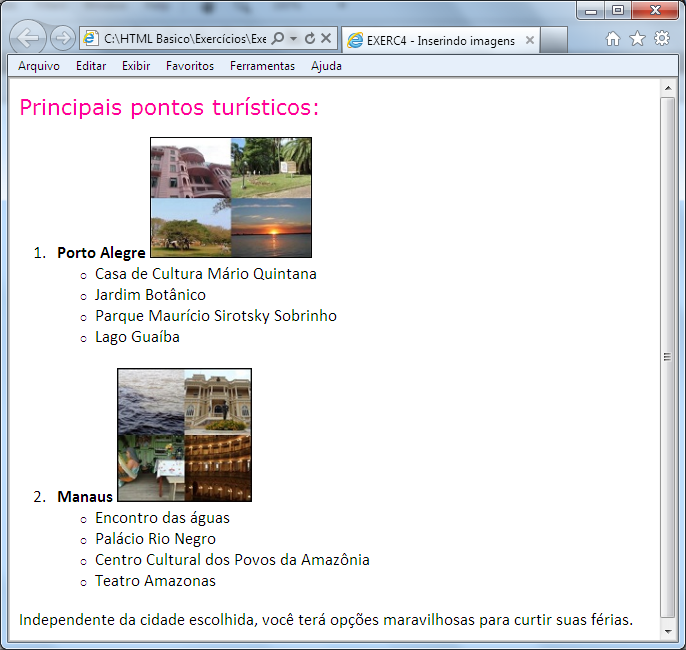 C:\HTML Basico\Exercícios\Exe
EXERC4 - Inserindo imagens
Arquivo Editar Exibir Favoritos Ferramentas Ajuda
Principais pontos turísticos:
1. Porto Alegre
Casa de Cultura Mário Quintana
Jardim Botânico
Parque Maurício Sirotsky Sobrinho
Lago Guaíba
2. Manaus
Encontro das águas
Palácio Rio Negro
Centro Cultural dos Povos da Amazônia
Teatro Amazonas
Independente da cidade escolhida, você terá opções maravilhosas para curtir suas férias.